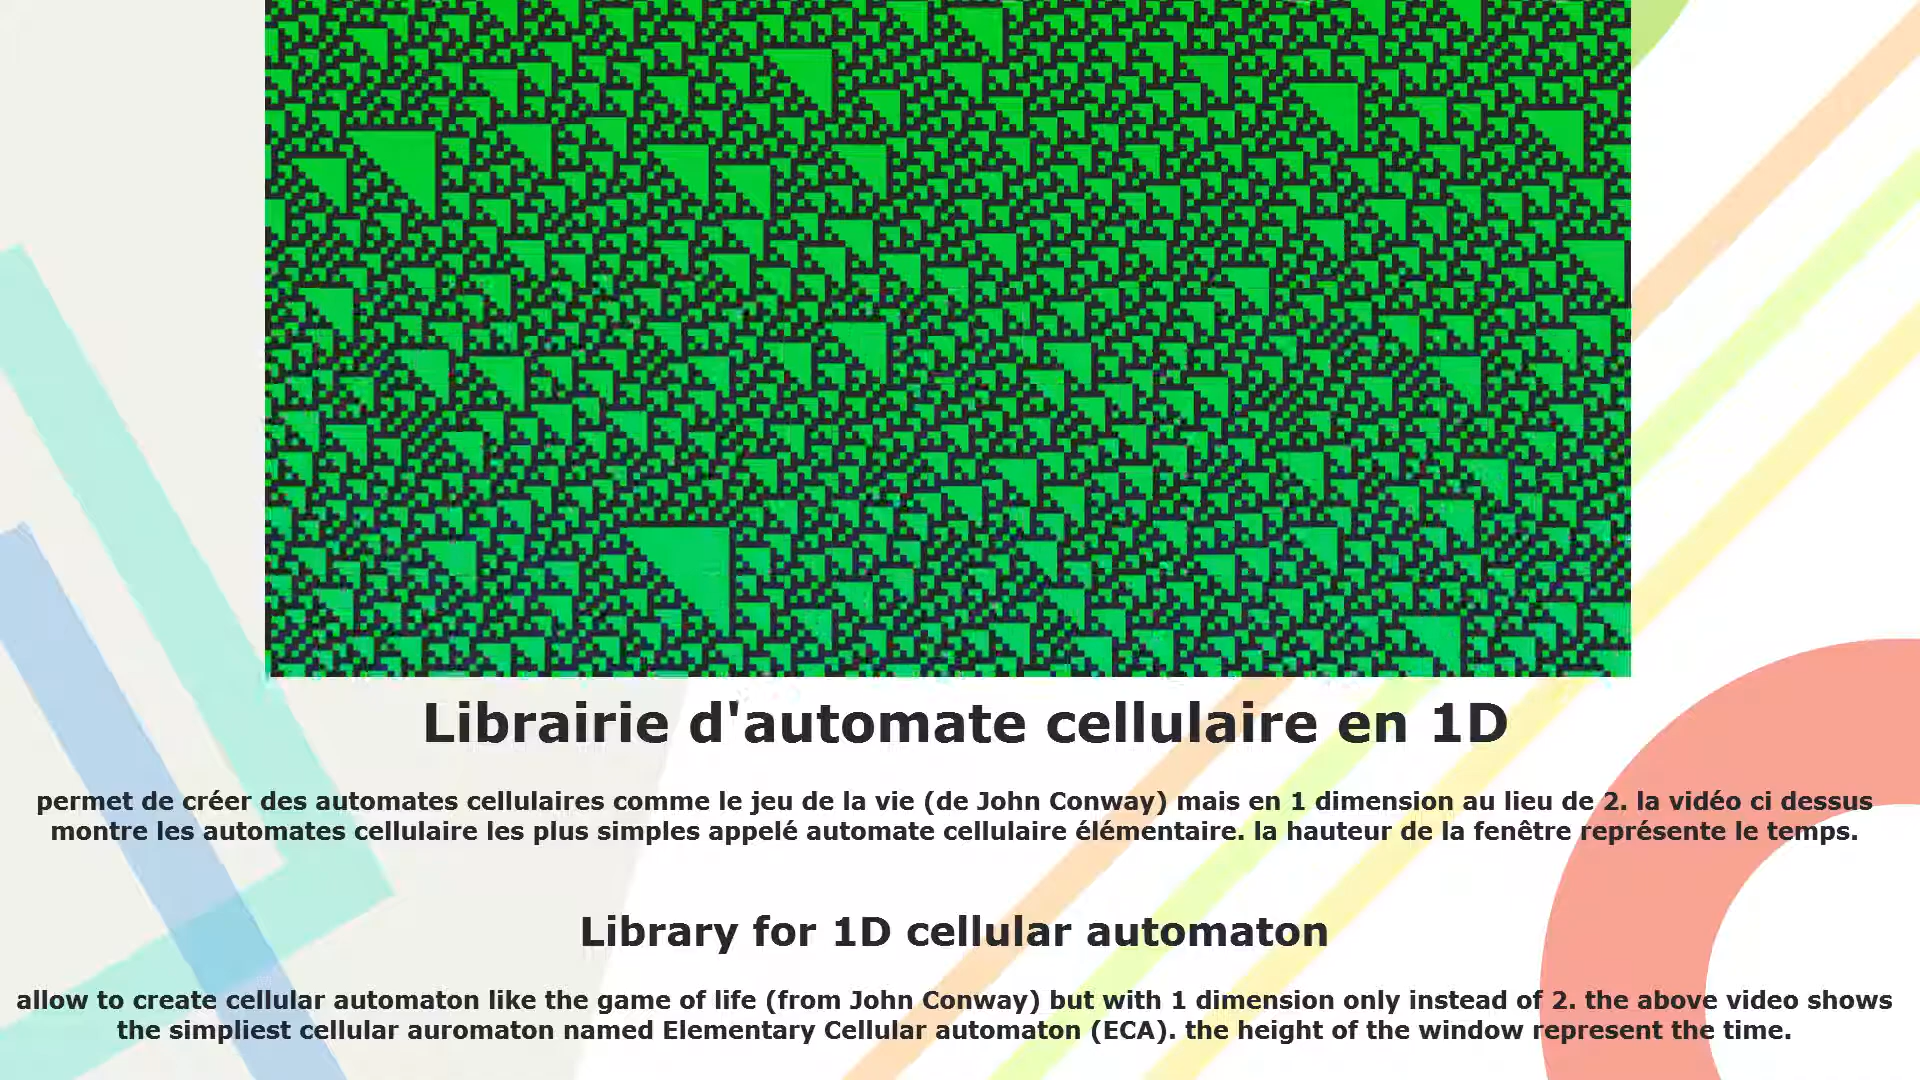 Librairie d'automate cellulaire en 1D
permet de créer des automates cellulaires comme le jeu de la vie (de John Conway) mais en 1 dimension au lieu de 2. la vidéo ci dessus
montre les automates cellulaire les plus simples appelé automate cellulaire élémentaire. la hauteur de la fenêtre représente le temps.
Library for 1D cellular automaton
allow to create cellular automaton like the game of life (from John Conway) but with 1 dimension only instead of 2. the above video shows
the simpliest cellular auromaton named Elementary Cellular automaton (ECA). the height of the window represent the time.